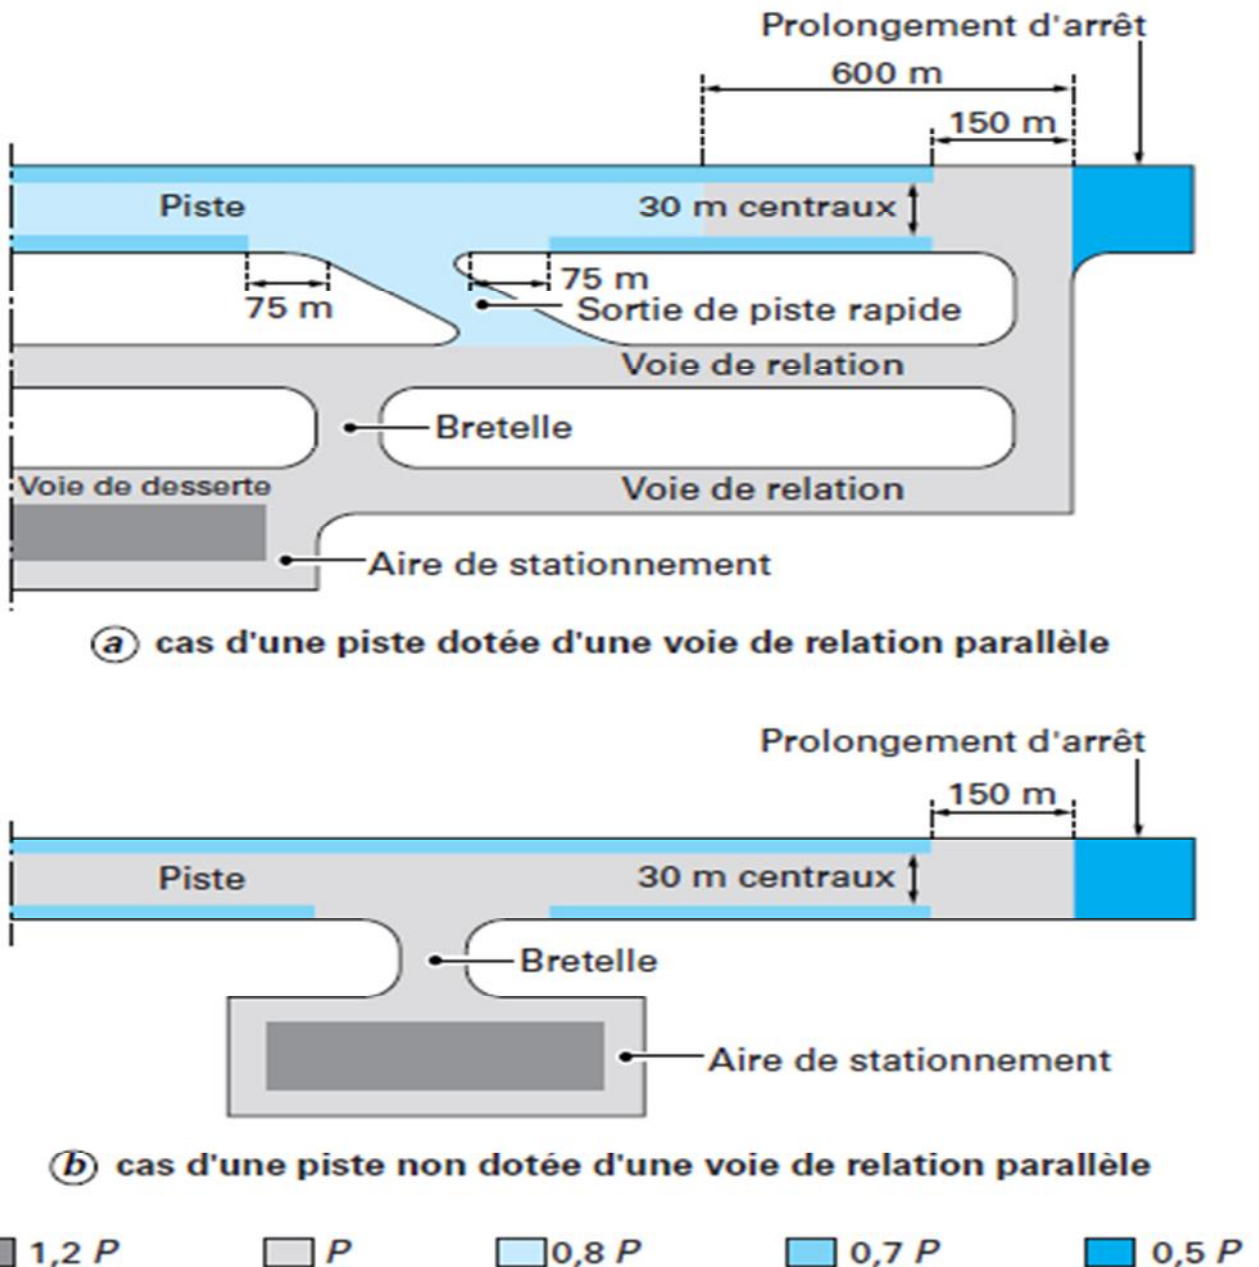 Prolongement d'arrêt
600 m
150 m
Piste
30 m centraux
75 m
75 m
Sortie de piste rapide
Voie de relation
Bretelle
Voie de desserte
Voie de relation
Aire de stationnement
a cas d'une piste dotée d'une voie de relation parallèle
Prolongement d'arrêt
150 m
Piste
30 m centraux
Bretelle
Aire de stationnement
b cas d'une piste non dotée d'une voie de relation parallèle
1,2 P P 0,8 P 0,7 P 0,5 P